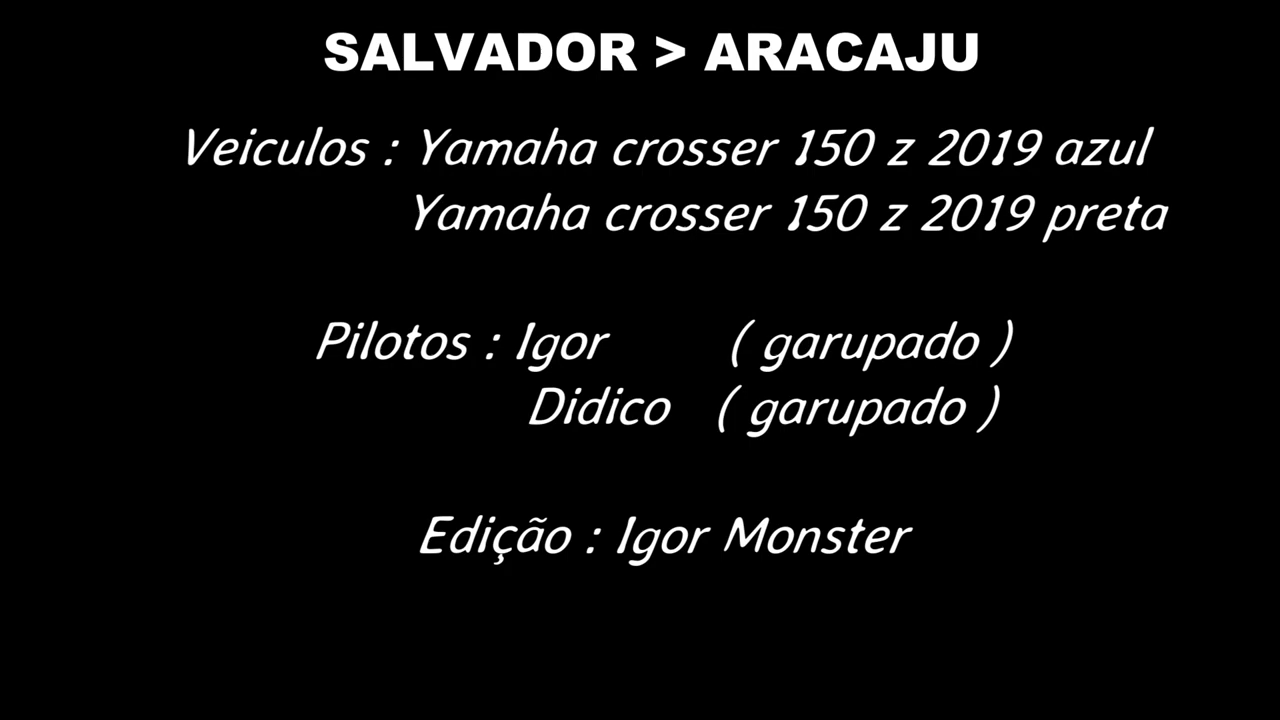 SALVADOR > ARACAJU
Veiculos : Yamaha crosser 150 z 2019 azul
Yamaha crosser 150 z 2019 preta
Pilotos : Igor ( garupado )
Didico ( garupado )
Edição : Igor Monster